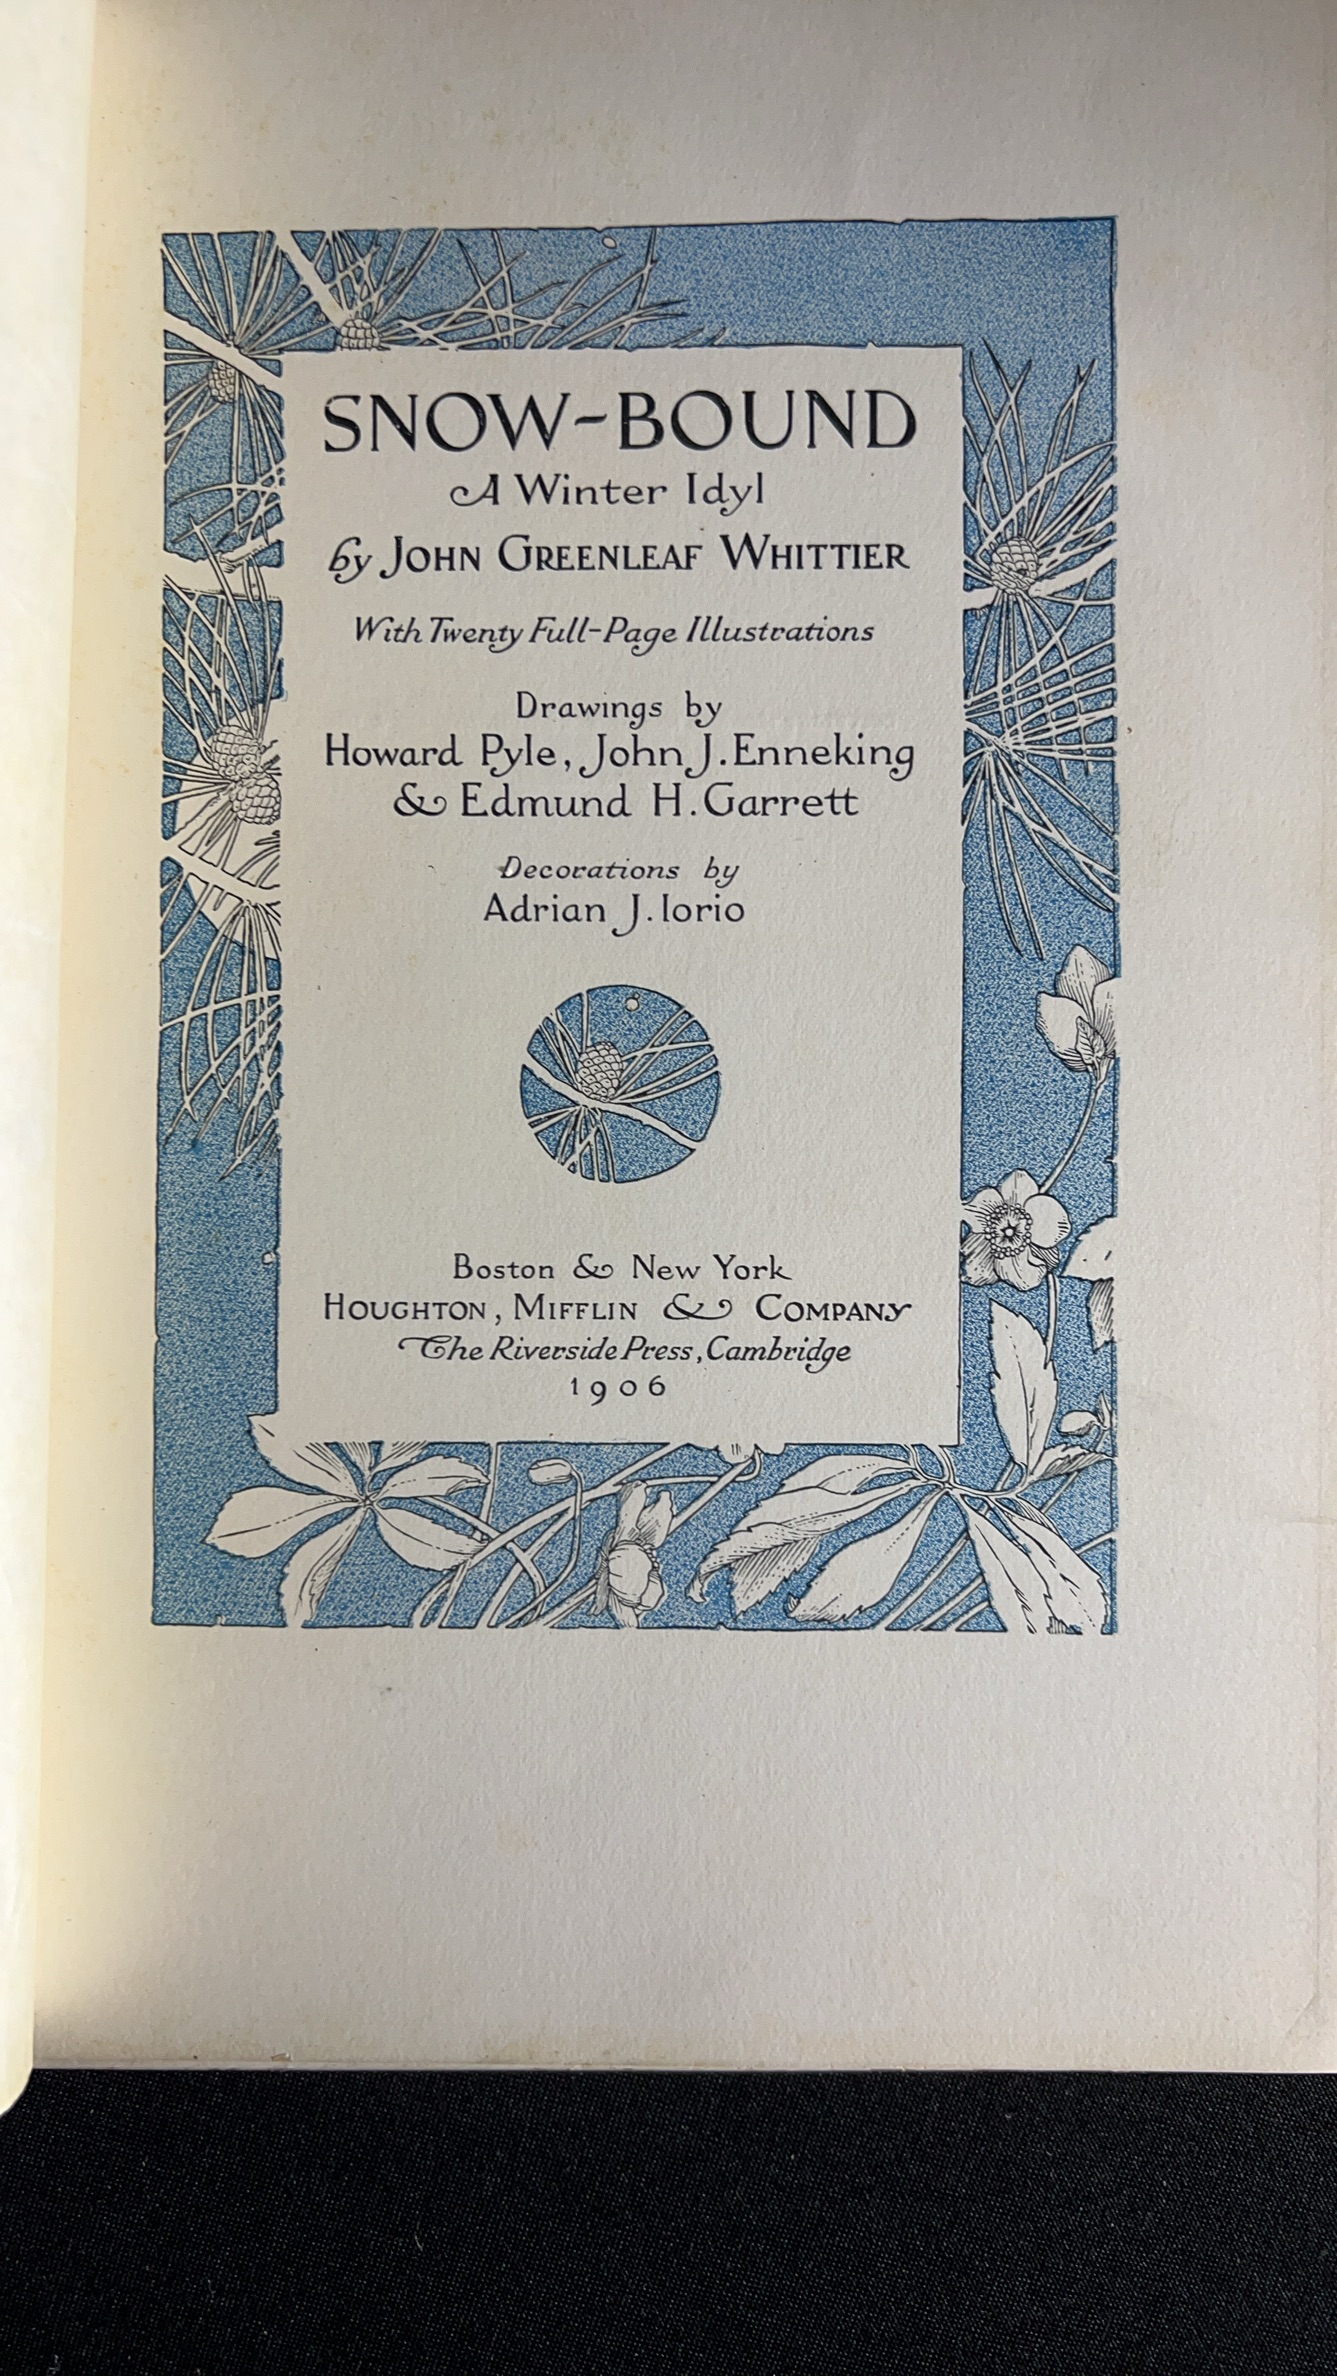 SNOW-BOUND
A Winter Idyl
by JOHN GREENLEAF WHITTIER
With Twenty Full-Page Illustrations
Drawings by
Howard Pyle, John J. Enneking
& Edmund H. Garrett
Decorations by
Adrian J. Iorio
Boston & New York
HOUGHTON, MIFFLIN & COMPANY
The Riverside Press, Cambridge
1906